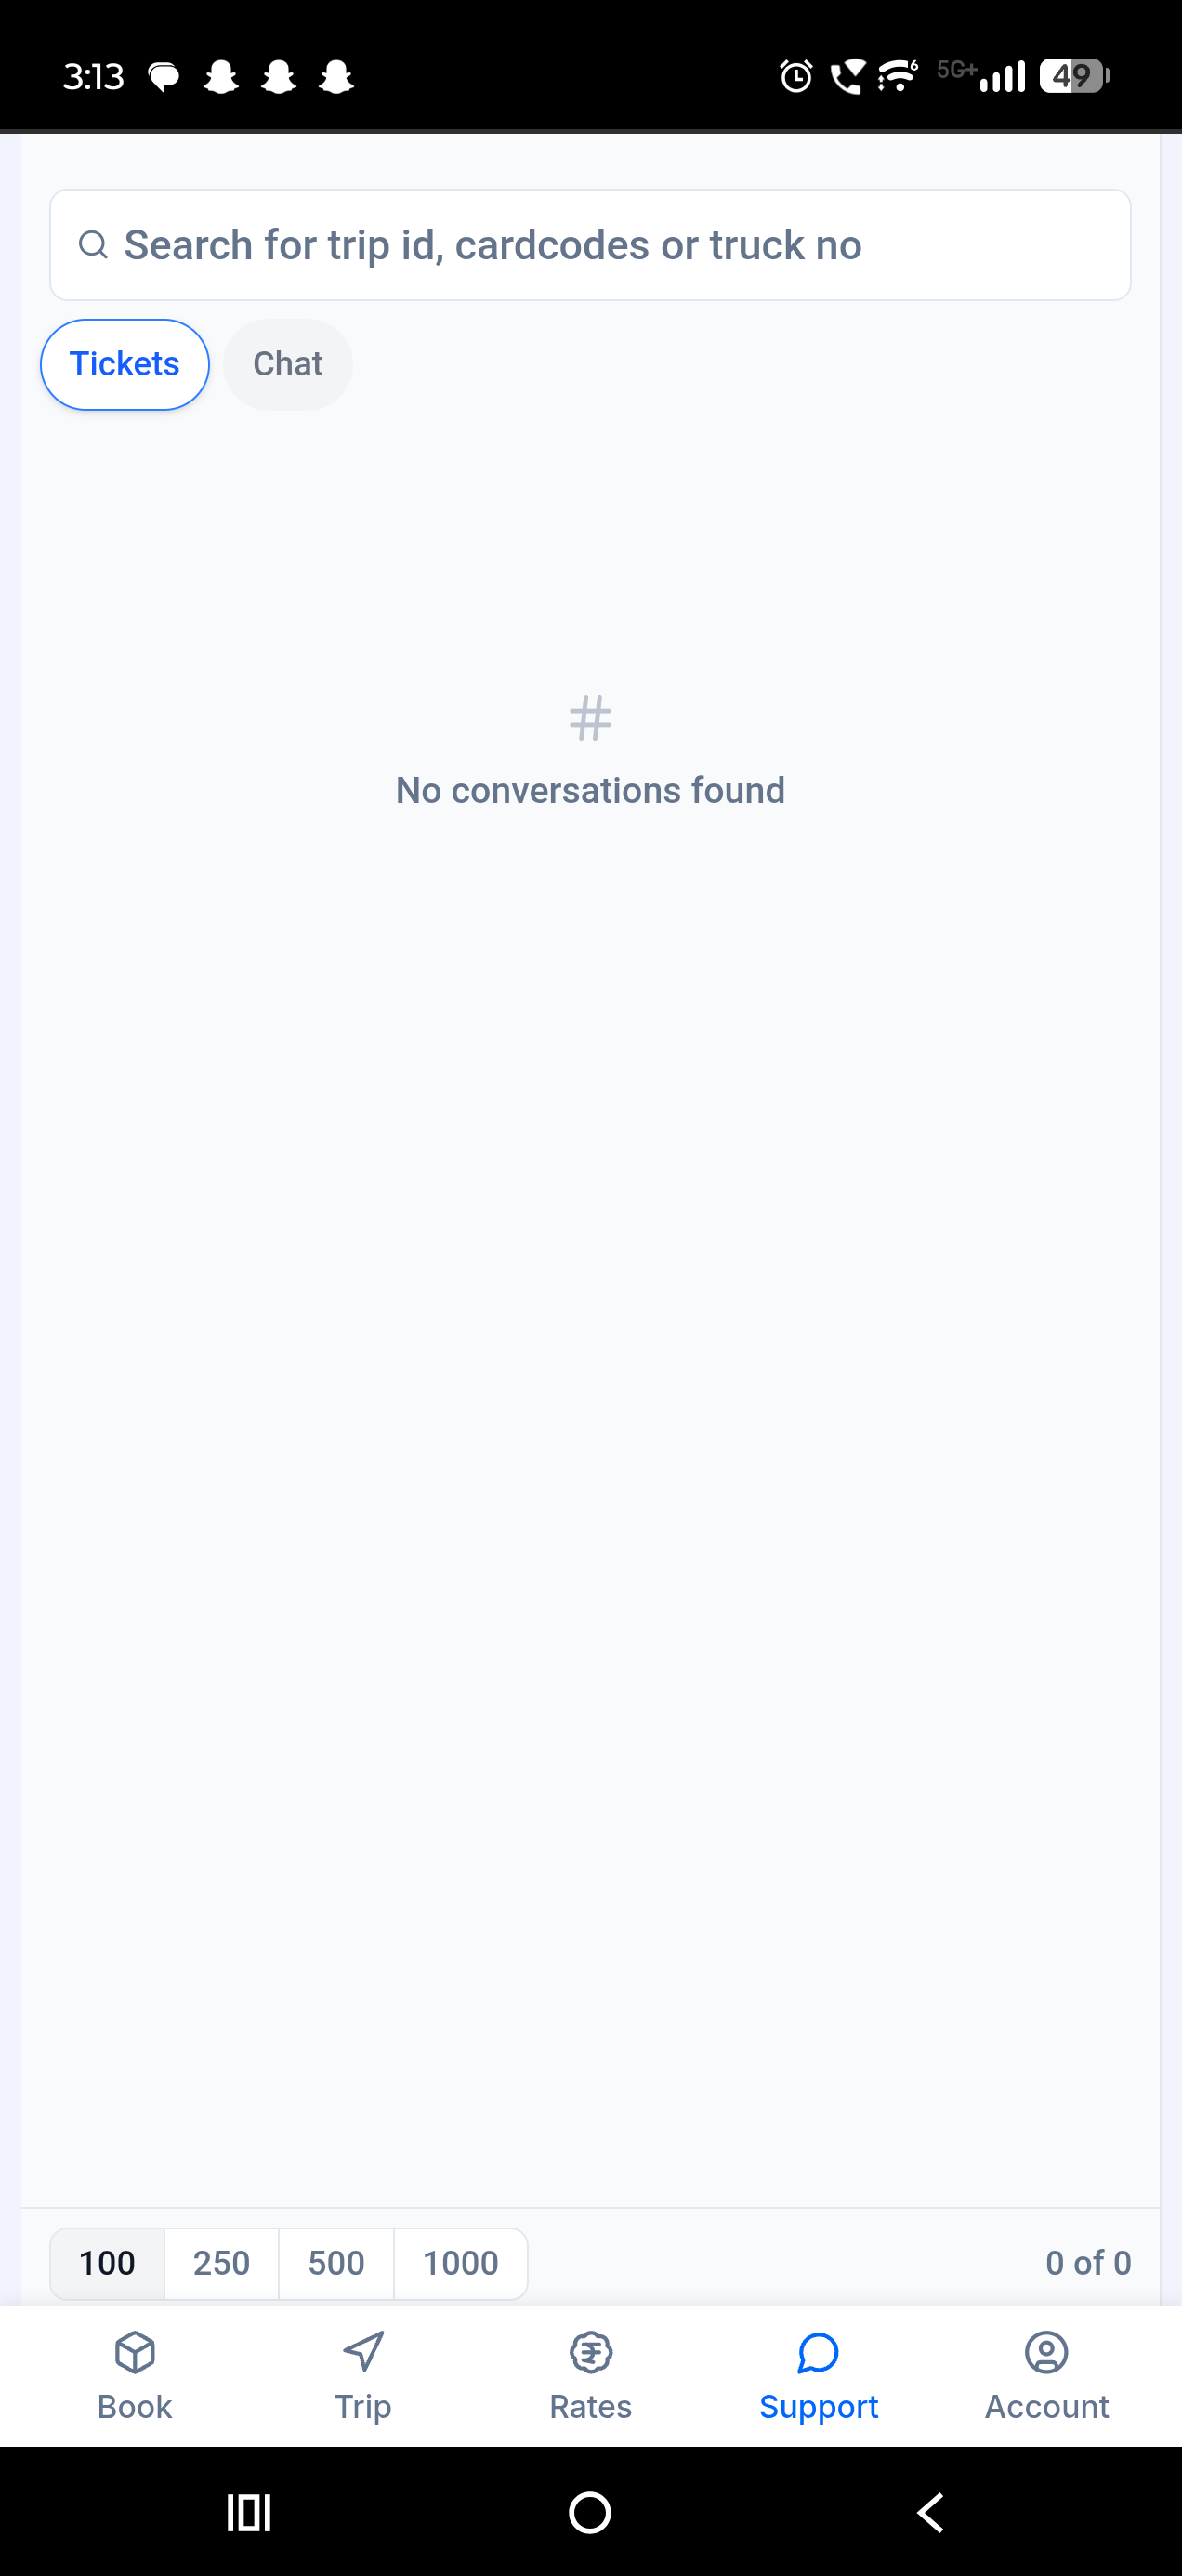 3:13 6 5G+ 49
Search for trip id, cardcodes or truck no
Tickets Chat
No conversations found
100 250 500 1000 0 of 0
Book Trip Rates Support Account